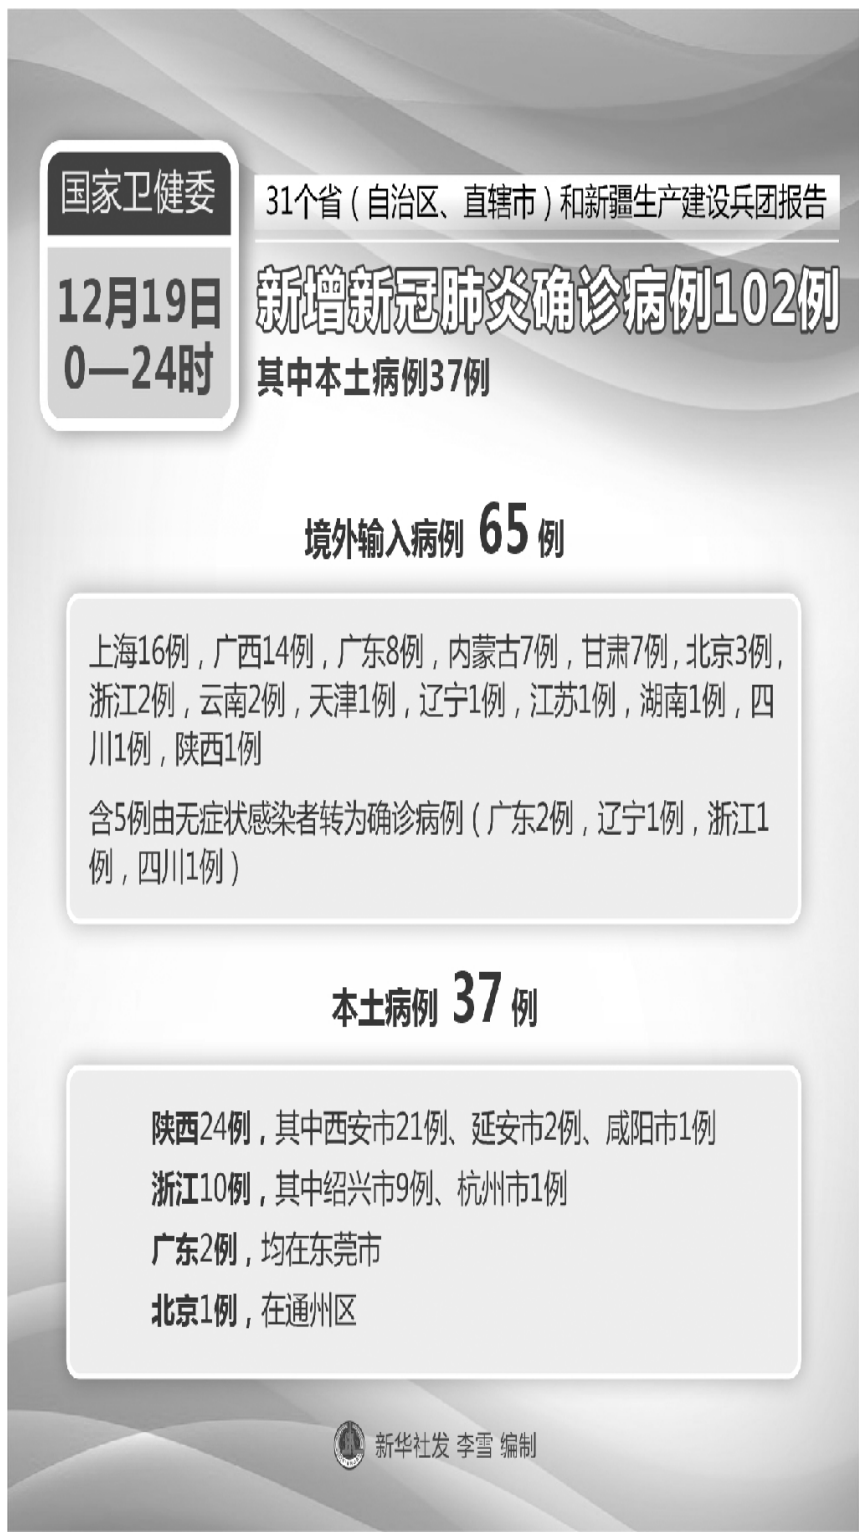 国家卫健委
12月19日
0—24时
31个省（自治区、直辖市）和新疆生产建设兵团报告
新增新冠肺炎确诊病例102例
其中本土病例37例
境外输入病例 65 例
上海16例，广西14例，广东8例，内蒙古7例，甘肃7例，北京3例，
浙江2例，云南2例，天津1例，辽宁1例，江苏1例，湖南1例，四
川1例，陕西1例
含5例由无症状感染者转为确诊病例（广东2例，辽宁1例，浙江1
例，四川1例）
本土病例 37 例
陕西24例，其中西安市21例、延安市2例、咸阳市1例
浙江10例，其中绍兴市9例、杭州市1例
广东2例，均在东莞市
北京1例，在通州区
新华社发 李雪 编制